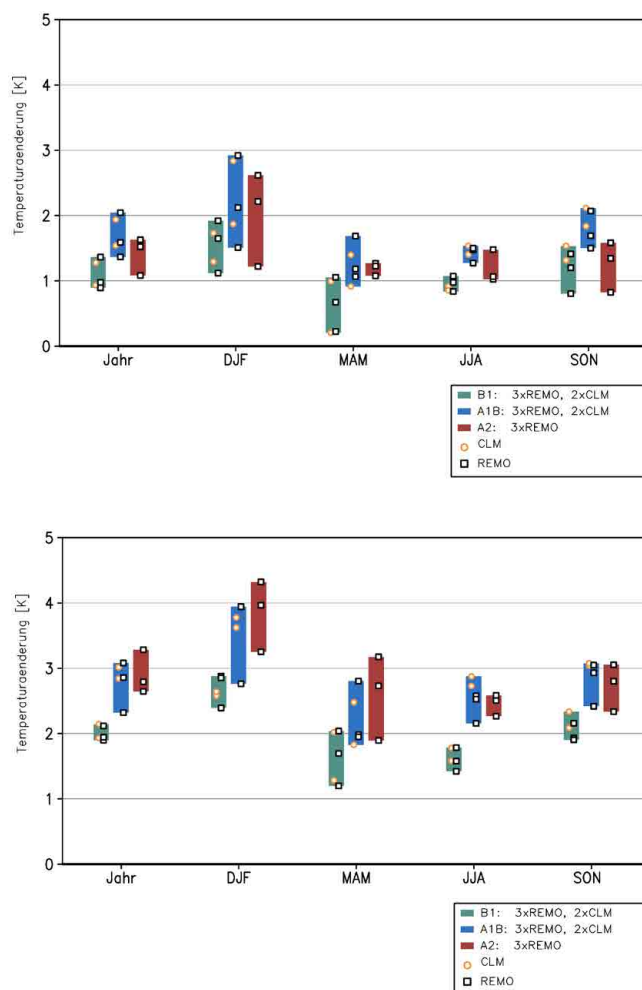 5
4
3
2
1
0
Temperaturaenderung [K]
Jahr DJF MAM JJA SON
B1: 3xREMO, 2xCLM
A1B: 3xREMO, 2xCLM
A2: 3xREMO
CLM
REMO
5
4
3
2
1
0
Temperaturaenderung [K]
Jahr DJF MAM JJA SON
B1: 3xREMO, 2xCLM
A1B: 3xREMO, 2xCLM
A2: 3xREMO
CLM
REMO